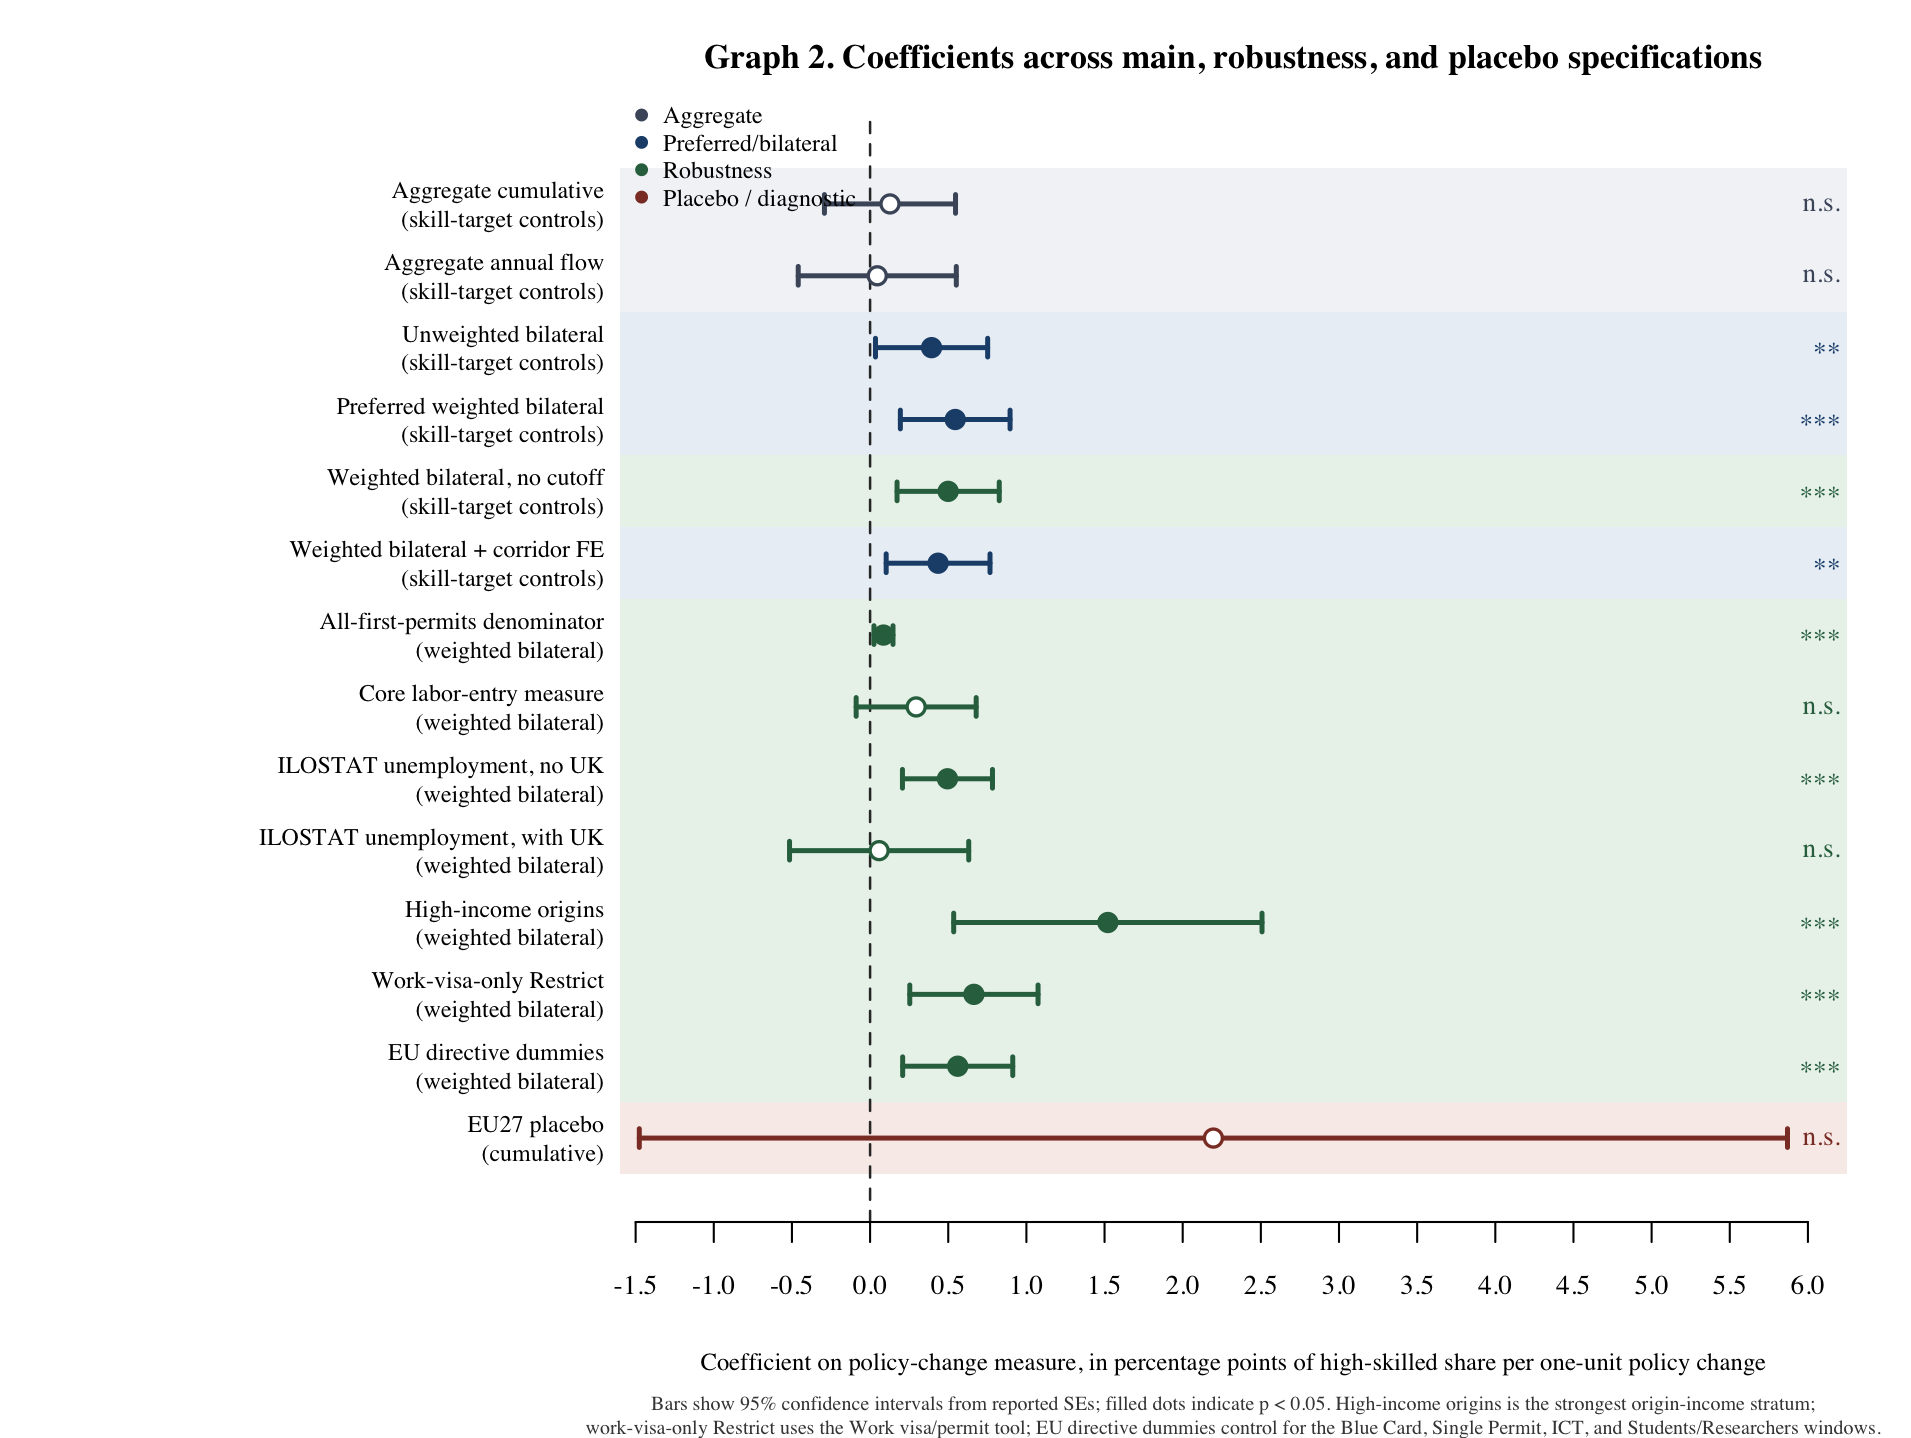 Graph 2. Coefficients across main, robustness, and placebo specifications
Aggregate
Preferred/bilateral
Robustness
Placebo / diagnostic
Aggregate cumulative
(skill-target controls)
n.s.
Aggregate annual flow
(skill-target controls)
n.s.
Unweighted bilateral
(skill-target controls)
**
Preferred weighted bilateral
(skill-target controls)
***
Weighted bilateral, no cutoff
(skill-target controls)
***
Weighted bilateral + corridor FE
(skill-target controls)
**
All-first-permits denominator
(weighted bilateral)
***
Core labor-entry measure
(weighted bilateral)
n.s.
ILOSTAT unemployment, no UK
(weighted bilateral)
***
ILOSTAT unemployment, with UK
(weighted bilateral)
n.s.
High-income origins
(weighted bilateral)
***
Work-visa-only Restrict
(weighted bilateral)
***
EU directive dummies
(weighted bilateral)
***
EU27 placebo
(cumulative)
n.s.
-1.5 -1.0 -0.5 0.0 0.5 1.0 1.5 2.0 2.5 3.0 3.5 4.0 4.5 5.0 5.5 6.0
Coefficient on policy-change measure, in percentage points of high-skilled share per one-unit policy change
Bars show 95% confidence intervals from reported SEs; filled dots indicate p < 0.05. High-income origins is the strongest origin-income stratum;
work-visa-only Restrict uses the Work visa/permit tool; EU directive dummies control for the Blue Card, Single Permit, ICT, and Students/Researchers windows.